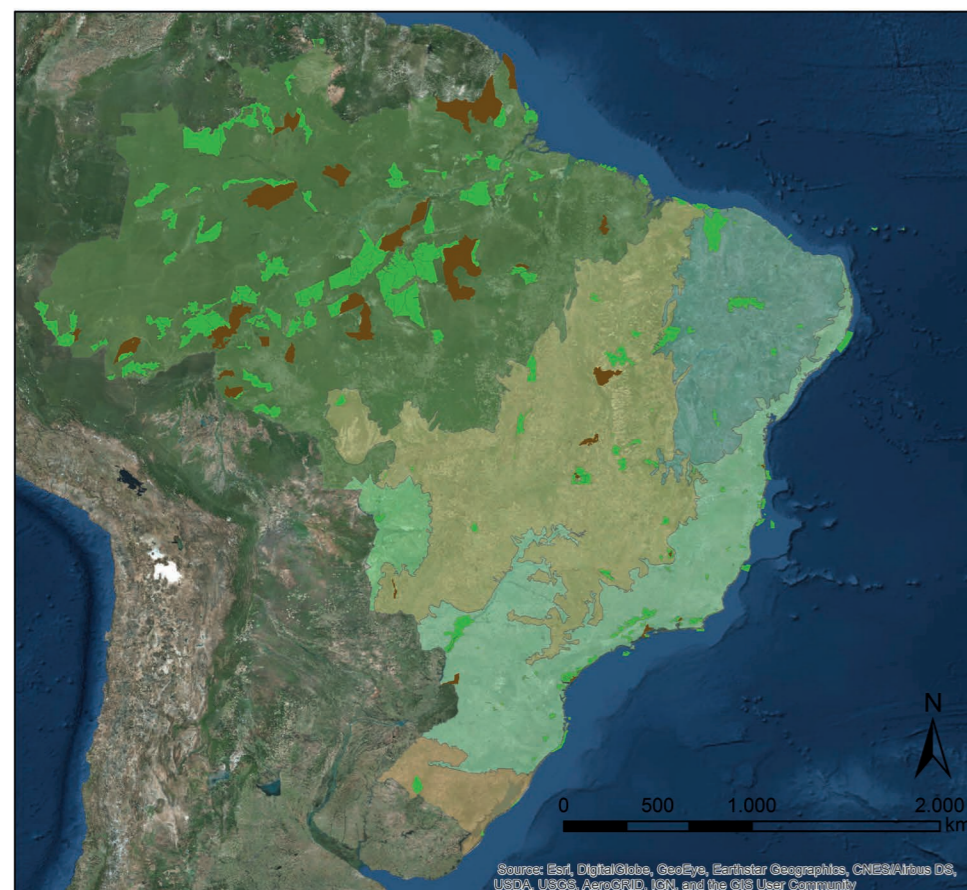 N
0 500 1.000 2.000
km
Source: Esri, DigitalGlobe, GeoEye, Earthstar Geographics, CNES/Airbus DS,
USDA, USGS, AeroGRID, IGN, and the GIS User Community